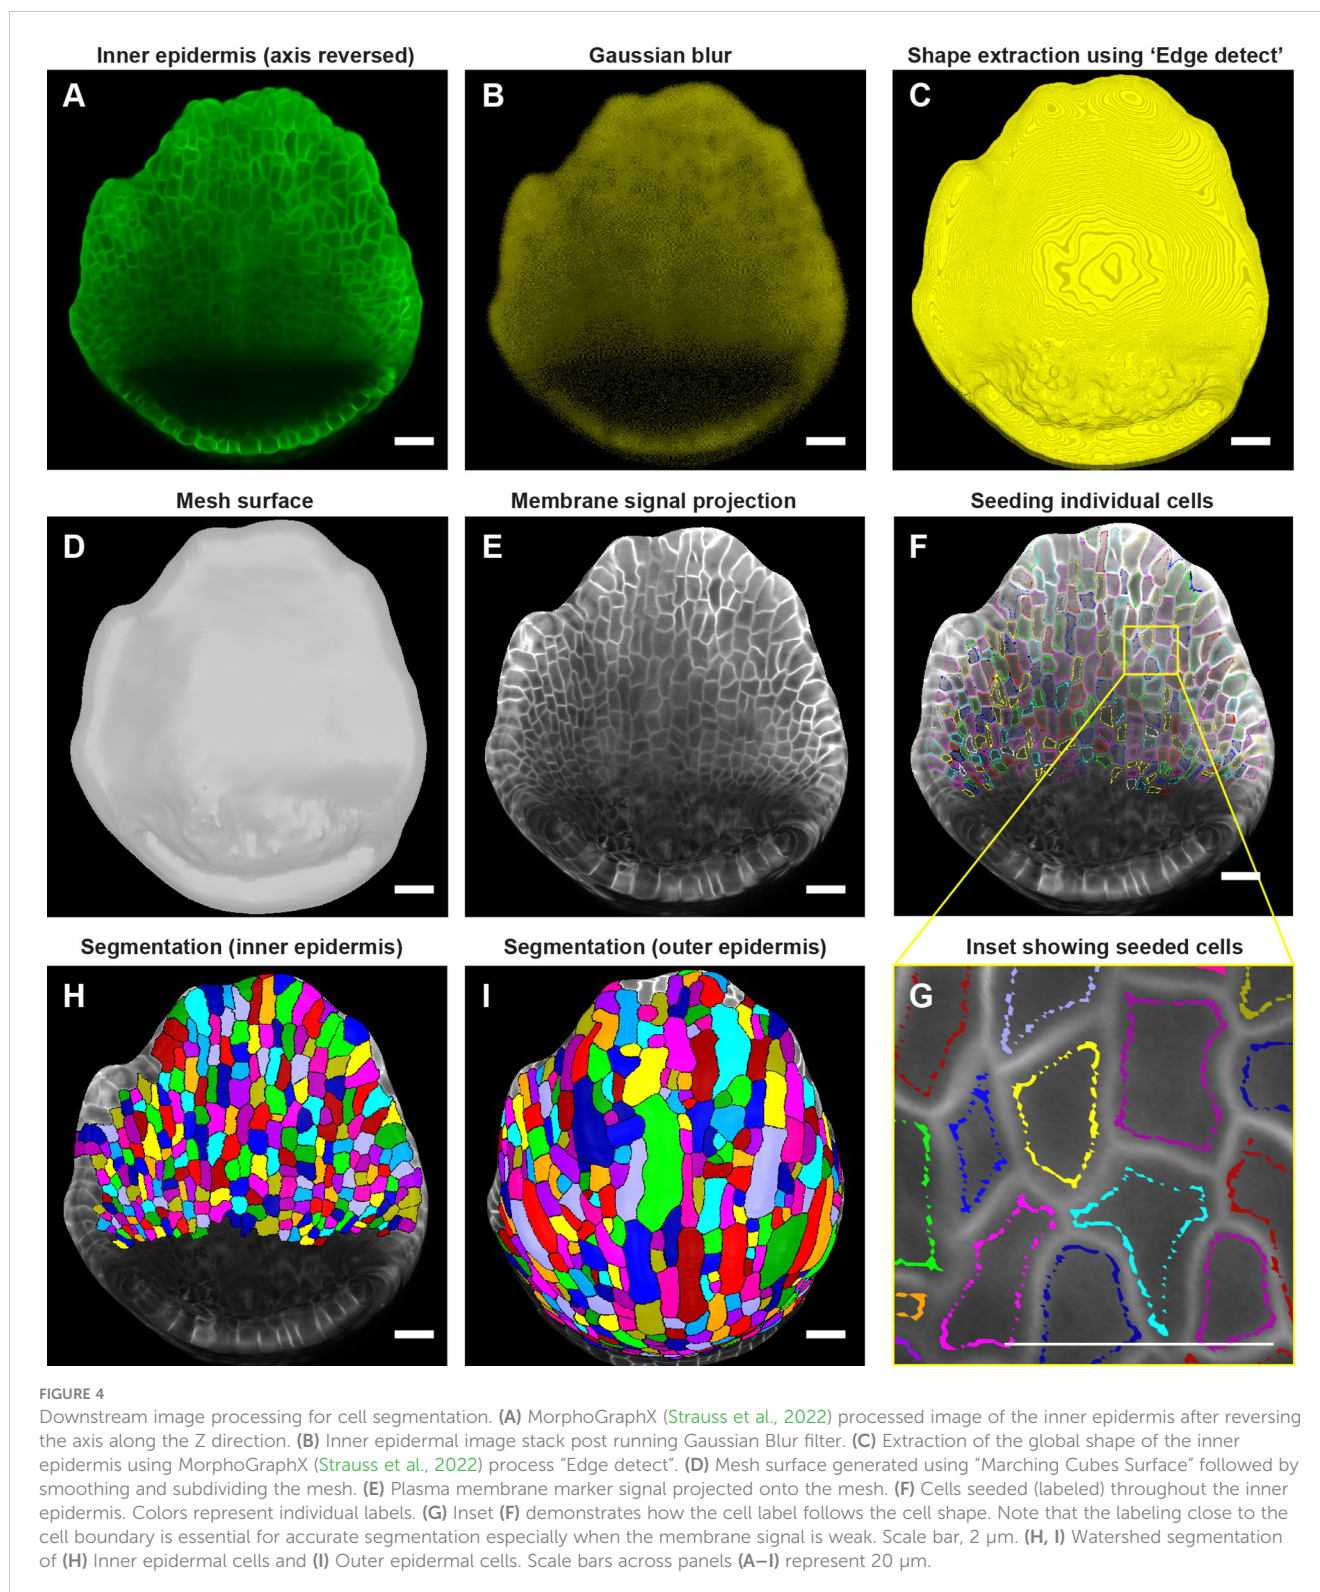 Inner epidermis (axis reversed)
Gaussian blur
Shape extraction using ‘Edge detect’
A
B
C
Mesh surface
Membrane signal projection
Seeding individual cells
D
E
F
Segmentation (inner epidermis)
Segmentation (outer epidermis)
Inset showing seeded cells
H
I
G
FIGURE 4
Downstream image processing for cell segmentation. (A) MorphoGraphX (Strauss et al., 2022) processed image of the inner epidermis after reversing
the axis along the Z direction. (B) Inner epidermal image stack post running Gaussian Blur filter. (C) Extraction of the global shape of the inner
epidermis using MorphoGraphX (Strauss et al., 2022) process “Edge detect”. (D) Mesh surface generated using “Marching Cubes Surface” followed by
smoothing and subdividing the mesh. (E) Plasma membrane marker signal projected onto the mesh. (F) Cells seeded (labeled) throughout the inner
epidermis. Colors represent individual labels. (G) Inset (F) demonstrates how the cell label follows the cell shape. Note that the labeling close to the
cell boundary is essential for accurate segmentation especially when the membrane signal is weak. Scale bar, 2 μm. (H, I) Watershed segmentation
of (H) Inner epidermal cells and (I) Outer epidermal cells. Scale bars across panels (A–I) represent 20 μm.